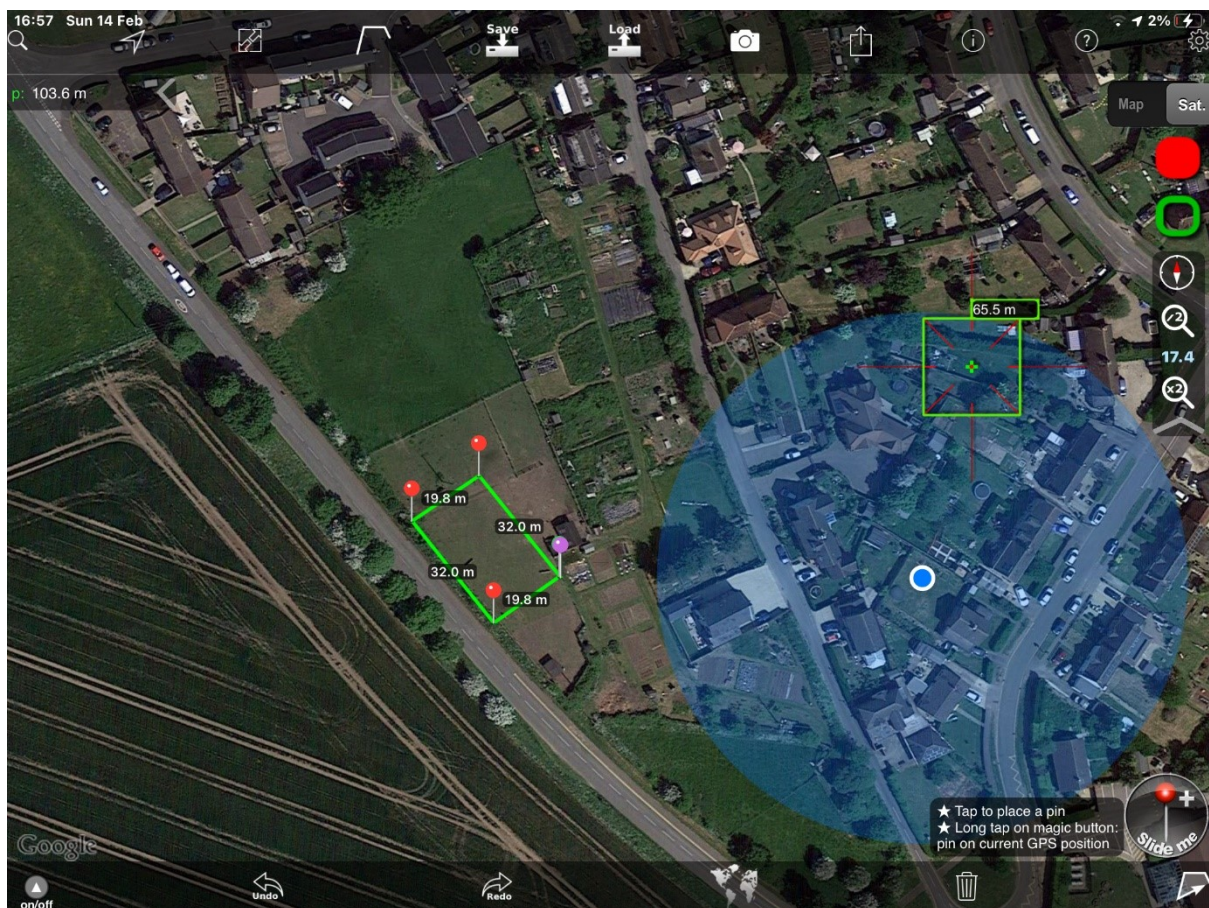 16:57 Sun 14 Feb
2%
Save
Load
p: 103.6 m
Map
Sat.
65.5 m
/2
17.4
x2
19.8 m
32.0 m
32.0 m
19.8 m
★ Tap to place a pin
★ Long tap on magic button:
pin on current GPS position
Slide me
Google
on/off
Undo
Redo